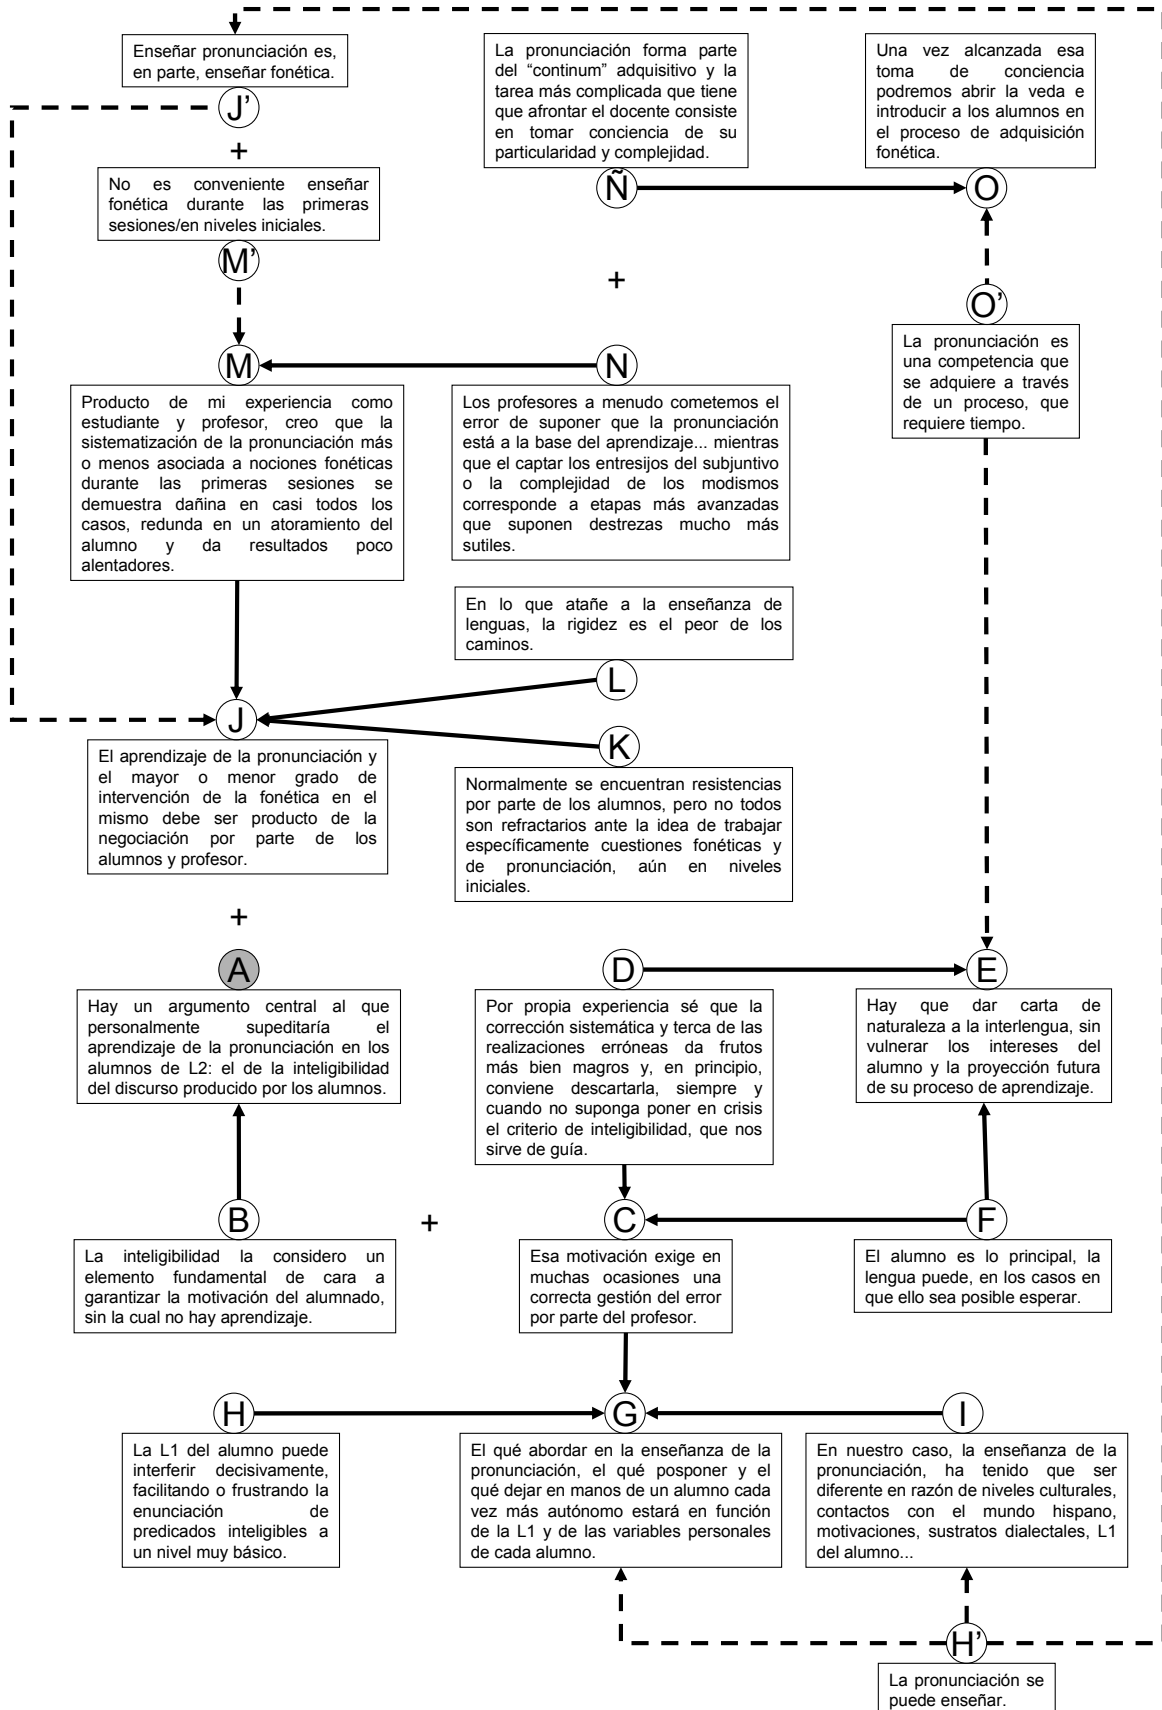 Enseñar pronunciación es,
en parte, enseñar fonética.
J’
+
No es conveniente enseñar
fonética durante las primeras
sesiones/en niveles iniciales.
M’
La pronunciación forma parte
del “continum” adquisitivo y la
tarea más complicada que tiene
que afrontar el docente consiste
en tomar conciencia de su
particularidad y complejidad.
Ñ
Una vez alcanzada esa
toma de conciencia
podremos abrir la veda e
introducir a los alumnos en
el proceso de adquisición
fonética.
O
+
O’
La pronunciación es
una competencia que
se adquiere a través
de un proceso, que
requiere tiempo.
M
Producto de mi experiencia como
estudiante y profesor, creo que la
sistematización de la pronunciación más
o menos asociada a nociones fonéticas
durante las primeras sesiones se
demuestra dañina en casi todos los
casos, redunda en un atoramiento del
alumno y da resultados poco
alentadores.
N
Los profesores a menudo cometemos el
error de suponer que la pronunciación
está a la base del aprendizaje... mientras
que el captar los entresijos del subjuntivo
o la complejidad de los modismos
corresponde a etapas más avanzadas
que suponen destrezas mucho más
sutiles.
En lo que atañe a la enseñanza de
lenguas, la rigidez es el peor de los
caminos.
L
J
El aprendizaje de la pronunciación y
el mayor o menor grado de
intervención de la fonética en el
mismo debe ser producto de la
negociación por parte de los
alumnos y profesor.
K
Normalmente se encuentran resistencias
por parte de los alumnos, pero no todos
son refractarios ante la idea de trabajar
específicamente cuestiones fonéticas y
de pronunciación, aún en niveles
iniciales.
+
A
Hay un argumento central al que
personalmente supeditaría el
aprendizaje de la pronunciación en los
alumnos de L2: el de la inteligibilidad
del discurso producido por los alumnos.
D
Por propia experiencia sé que la
corrección sistemática y terca de las
realizaciones erróneas da frutos
más bien magros y, en principio,
conviene descartarla, siempre y
cuando no suponga poner en crisis
el criterio de inteligibilidad, que nos
sirve de guía.
E
Hay que dar carta de
naturaleza a la interlengua, sin
vulnerar los intereses del
alumno y la proyección futura
de su proceso de aprendizaje.
B
La inteligibilidad la considero un
elemento fundamental de cara a
garantizar la motivación del alumnado,
sin la cual no hay aprendizaje.
+
C
Esa motivación exige en
muchas ocasiones una
correcta gestión del error
por parte del profesor.
F
El alumno es lo principal, la
lengua puede, en los casos en
que ello sea posible esperar.
H
La L1 del alumno puede
interferir decisivamente,
facilitando o frustrando la
enunciación de
predicados inteligibles a
un nivel muy básico.
G
El qué abordar en la enseñanza de la
pronunciación, el qué posponer y el
qué dejar en manos de un alumno cada
vez más autónomo estará en función
de la L1 y de las variables personales
de cada alumno.
I
En nuestro caso, la enseñanza de la
pronunciación, ha tenido que ser
diferente en razón de niveles culturales,
contactos con el mundo hispano,
motivaciones, sustratos dialectales, L1
del alumno...
H’
La pronunciación se
puede enseñar.